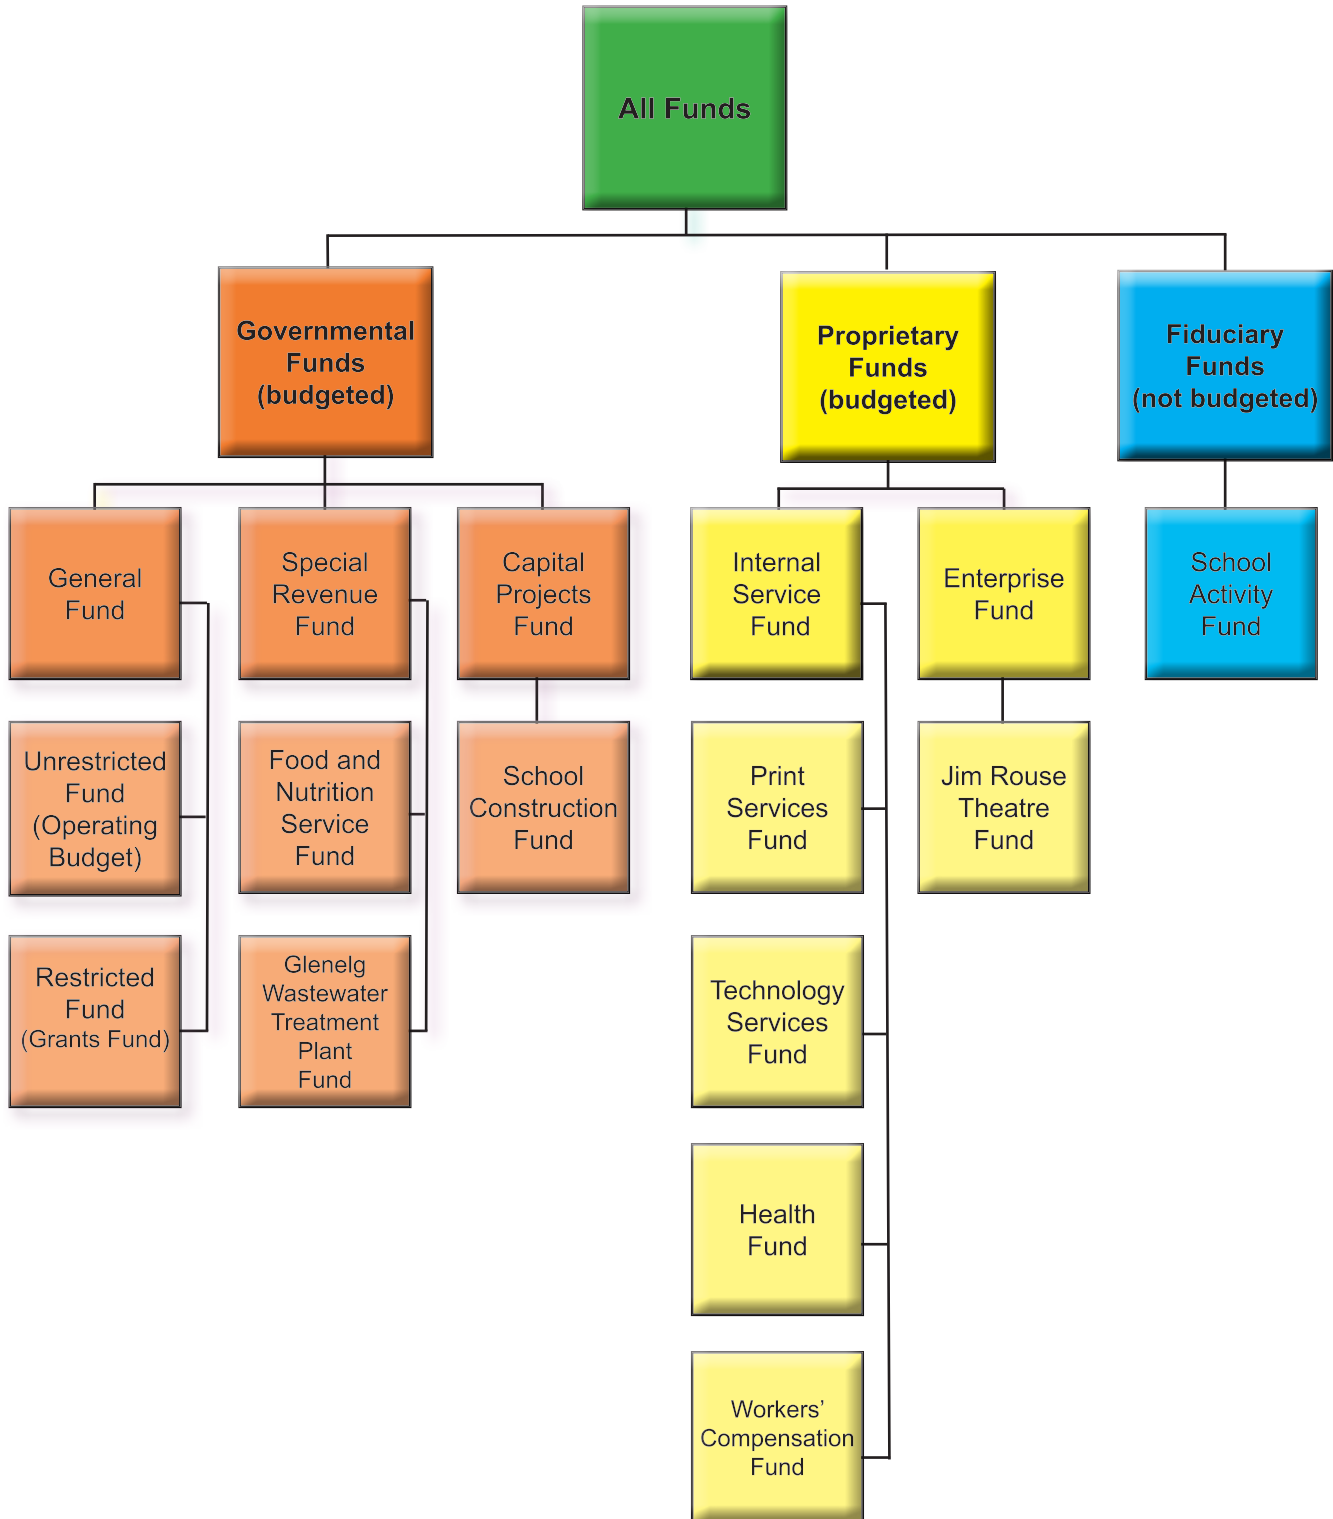 All Funds
Governmental
Funds
(budgeted)
Proprietary
Funds
(budgeted)
Fiduciary
Funds
(not budgeted)
General
Fund
Special
Revenue
Fund
Capital
Projects
Fund
Internal
Service
Fund
Enterprise
Fund
School
Activity
Fund
Unrestricted
Fund
(Operating
Budget)
Food and
Nutrition
Service
Fund
School
Construction
Fund
Print
Services
Fund
Jim Rouse
Theatre
Fund
Restricted
Fund
(Grants Fund)
Glenelg
Wastewater
Treatment
Plant
Fund
Technology
Services
Fund
Health
Fund
Workers’
Compensation
Fund